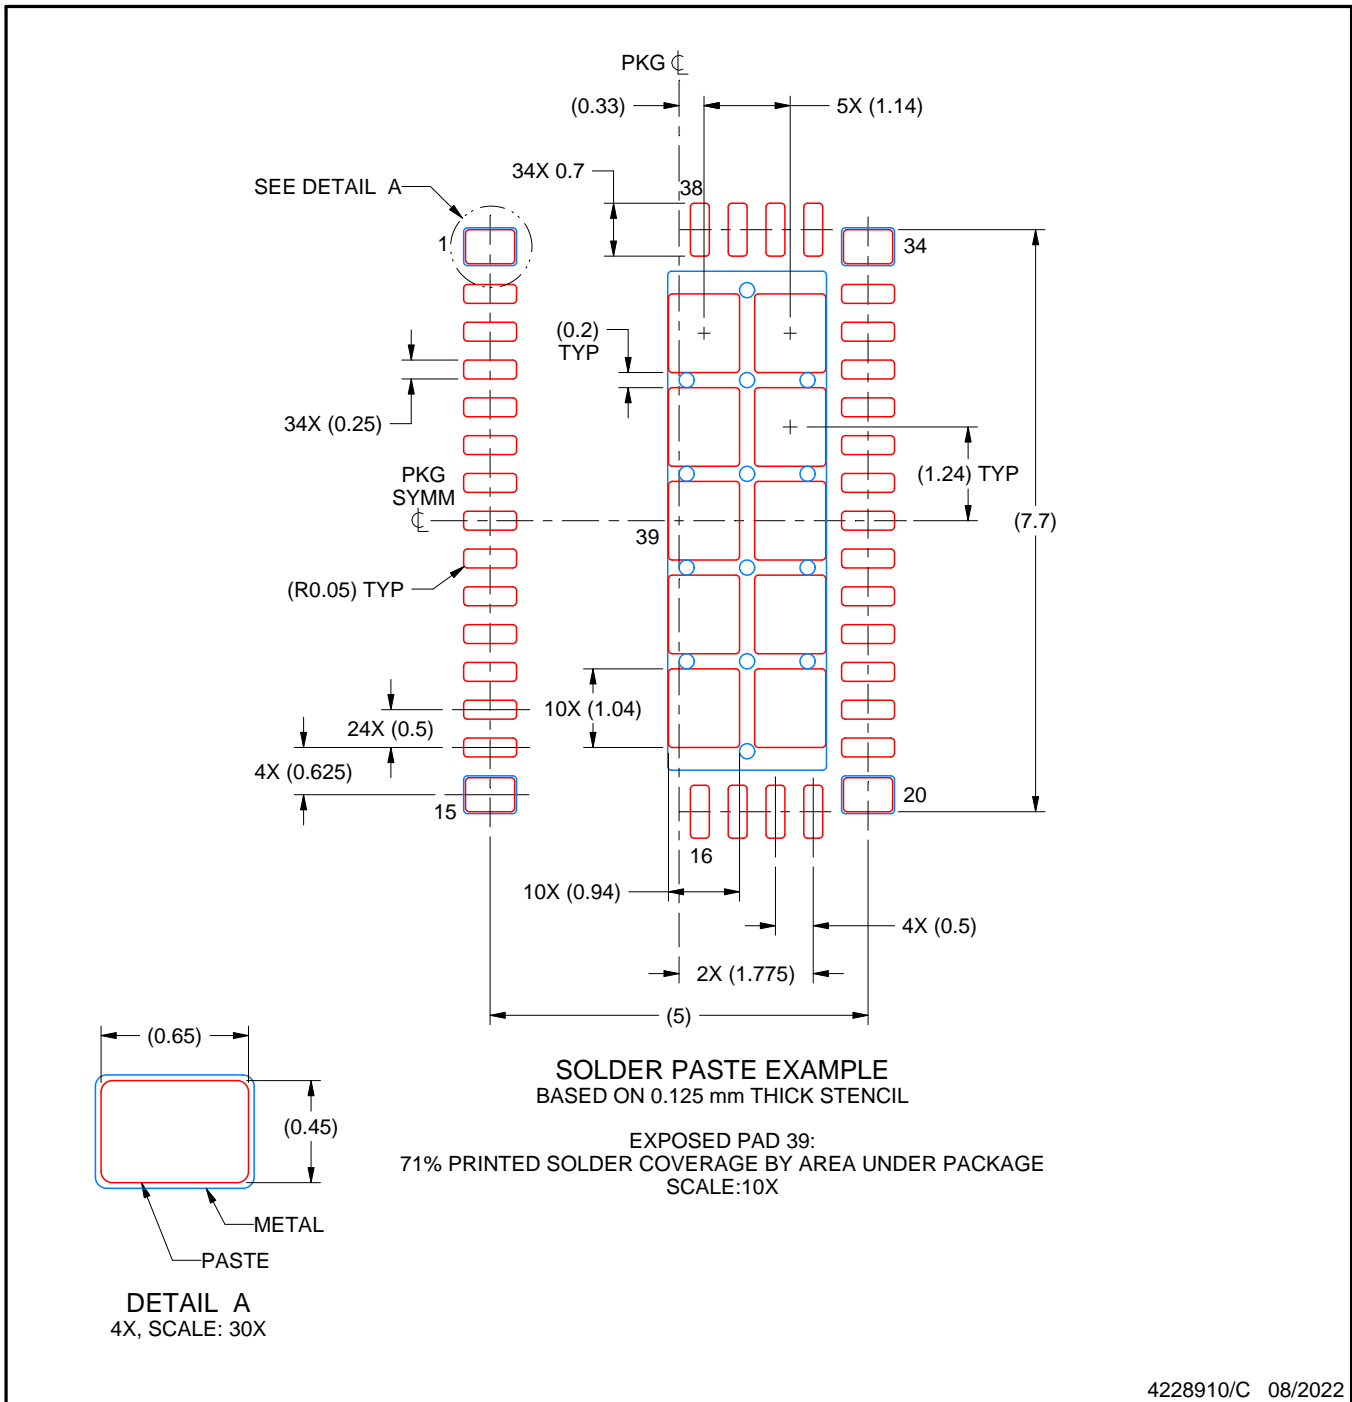 PKG ℄
(0.33)
5X (1.14)
34X 0.7
38
SEE DETAIL A
1
34
(0.2)
TYP
34X (0.25)
(1.24) TYP
PKG
SYMM
℄
39
(7.7)
(R0.05) TYP
10X (1.04)
24X (0.5)
4X (0.625)
15
20
16
10X (0.94)
4X (0.5)
2X (1.775)
(5)
(0.65)
(0.45)
METAL
PASTE
DETAIL A
4X, SCALE: 30X
SOLDER PASTE EXAMPLE
BASED ON 0.125 mm THICK STENCIL
EXPOSED PAD 39:
71% PRINTED SOLDER COVERAGE BY AREA UNDER PACKAGE
SCALE:10X
4228910/C 08/2022